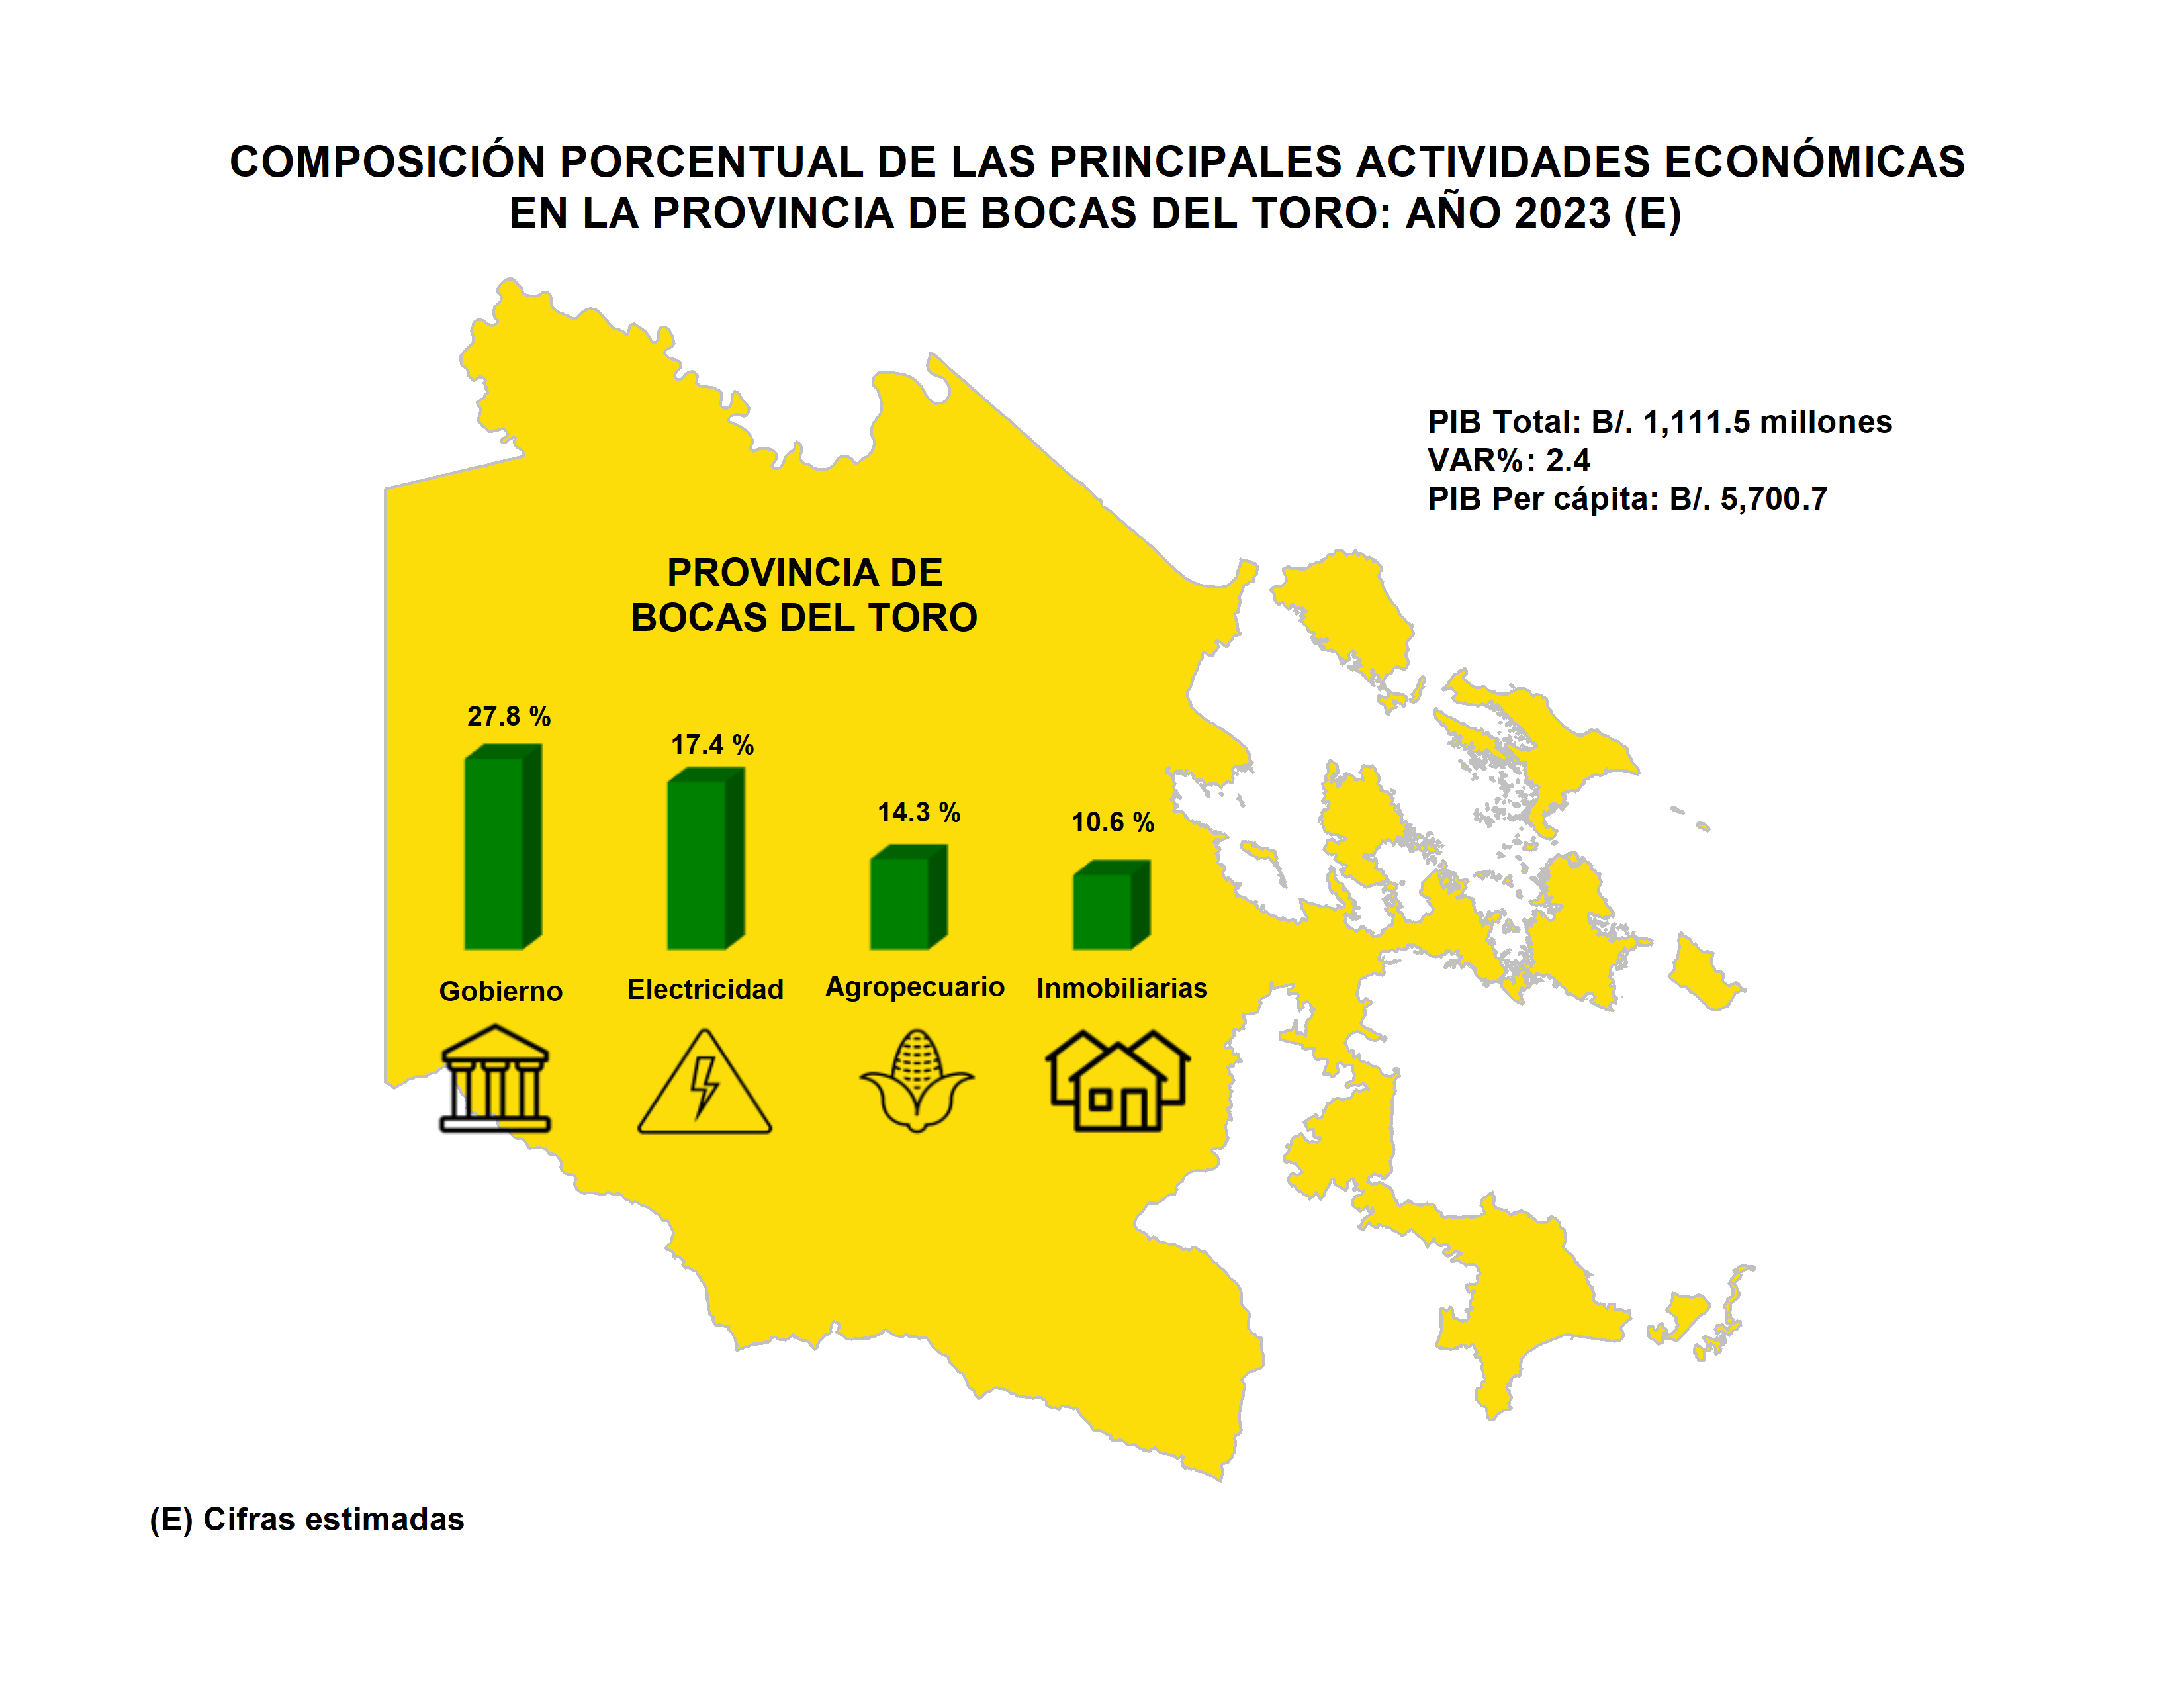 COMPOSICIÓN PORCENTUAL DE LAS PRINCIPALES ACTIVIDADES ECONÓMICAS
EN LA PROVINCIA DE BOCAS DEL TORO: AÑO 2023 (E)
PIB Total: B/. 1,111.5 millones
VAR%: 2.4
PIB Per cápita: B/. 5,700.7
PROVINCIA DE
BOCAS DEL TORO
27.8 %
17.4 %
14.3 %
10.6 %
Gobierno
Electricidad
Agropecuario
Inmobiliarias
(E) Cifras estimadas